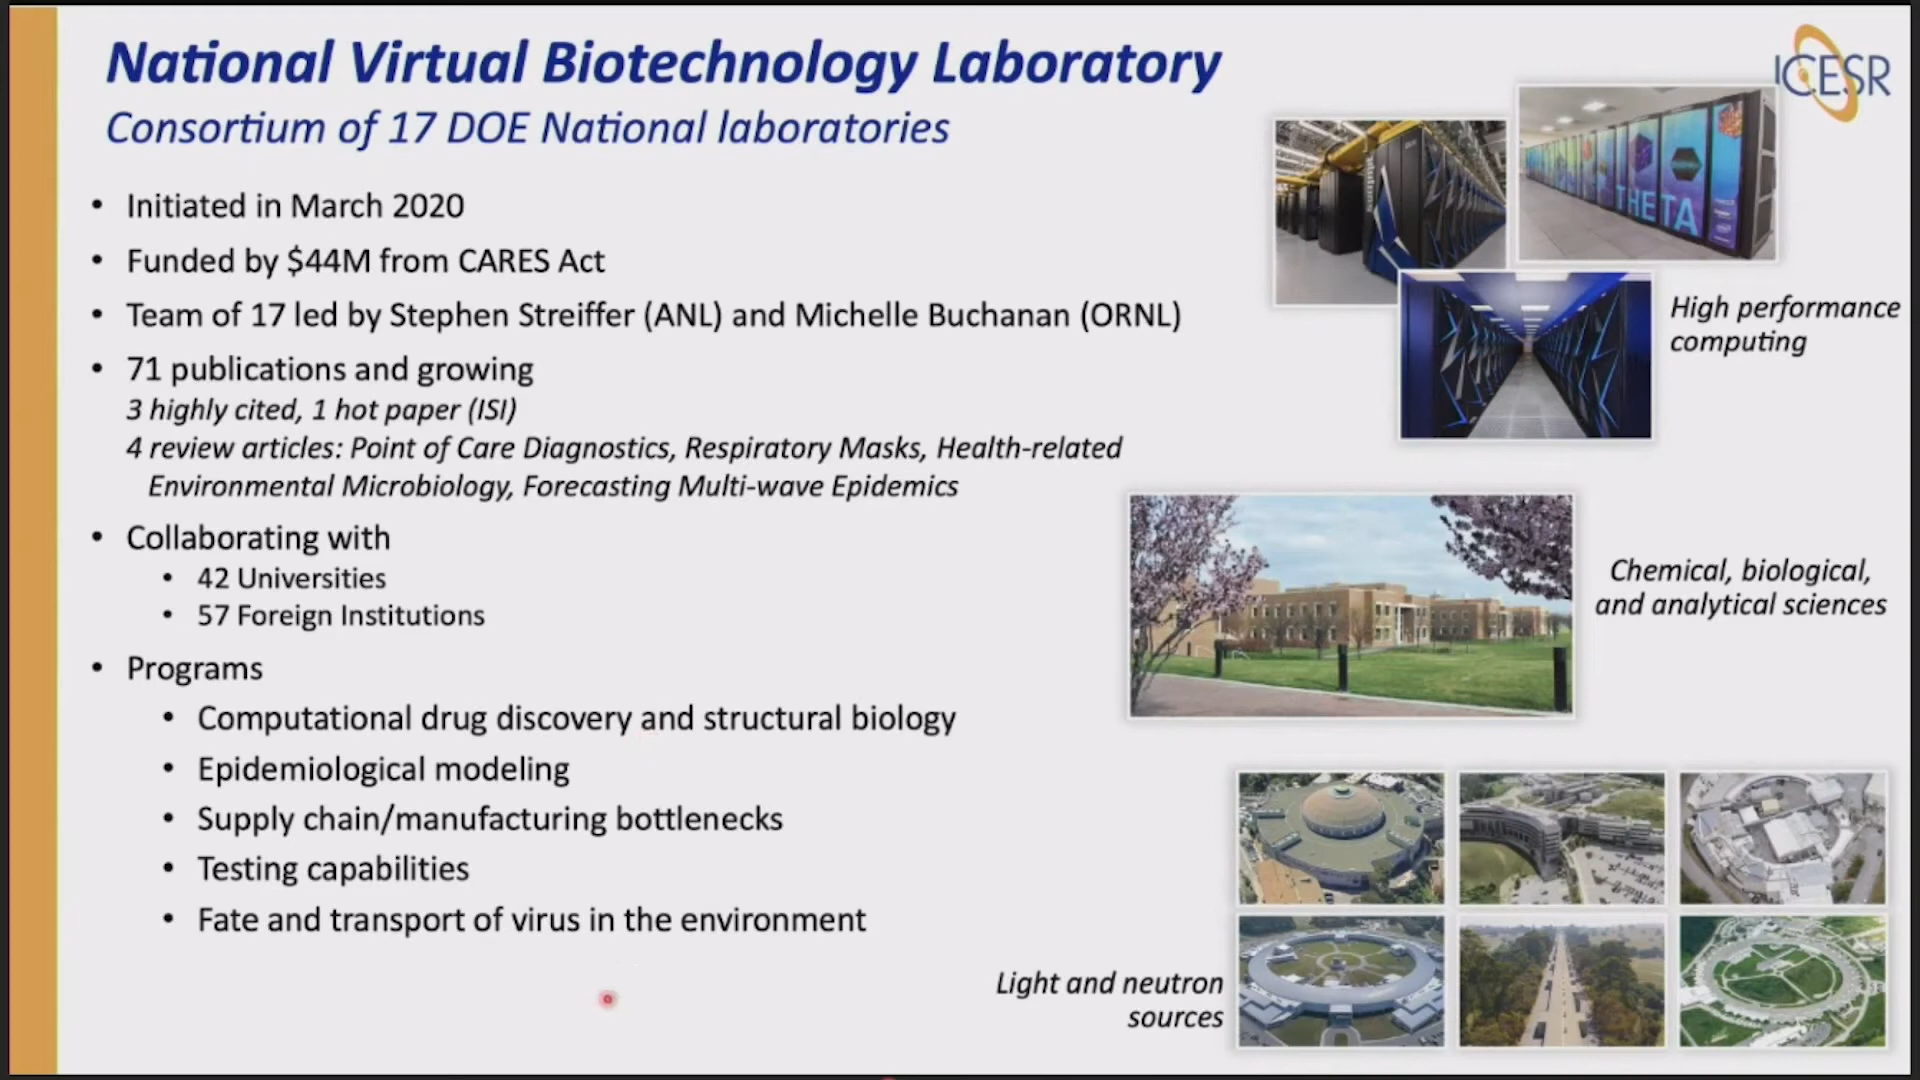 National Virtual Biotechnology Laboratory
Consortium of 17 DOE National laboratories
ICESR
• Initiated in March 2020
• Funded by $44M from CARES Act
• Team of 17 led by Stephen Streiffer (ANL) and Michelle Buchanan (ORNL)
• 71 publications and growing
3 highly cited, 1 hot paper (ISI)
4 review articles: Point of Care Diagnostics, Respiratory Masks, Health-related
Environmental Microbiology, Forecasting Multi-wave Epidemics
• Collaborating with
• 42 Universities
• 57 Foreign Institutions
• Programs
• Computational drug discovery and structural biology
• Epidemiological modeling
• Supply chain/manufacturing bottlenecks
• Testing capabilities
• Fate and transport of virus in the environment
THETA
High performance
computing
Chemical, biological,
and analytical sciences
Light and neutron
sources